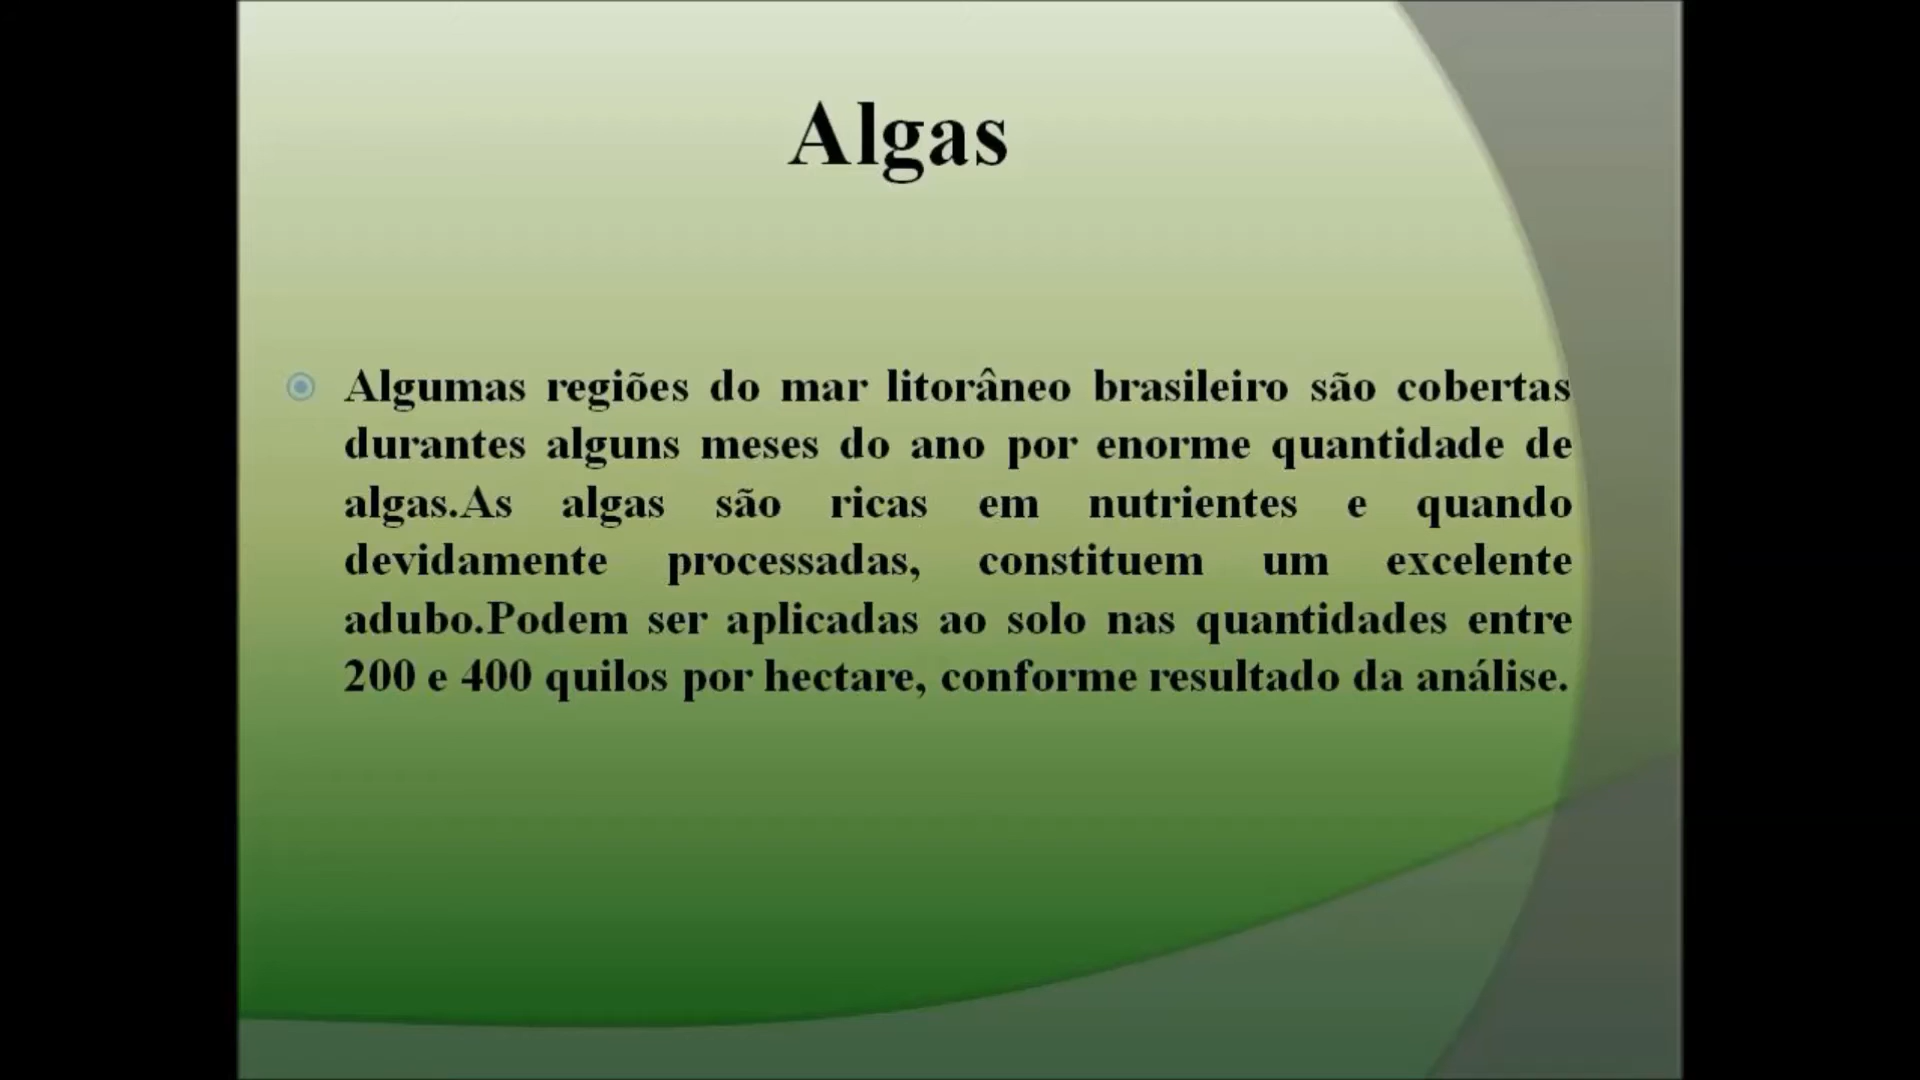 Algas
Algumas regiões do mar litorâneo brasileiro são cobertas
durantes alguns meses do ano por enorme quantidade de
algas.As algas são ricas em nutrientes e quando
devidamente processadas, constituem um excelente
adubo.Podem ser aplicadas ao solo nas quantidades entre
200 e 400 quilos por hectare, conforme resultado da análise.